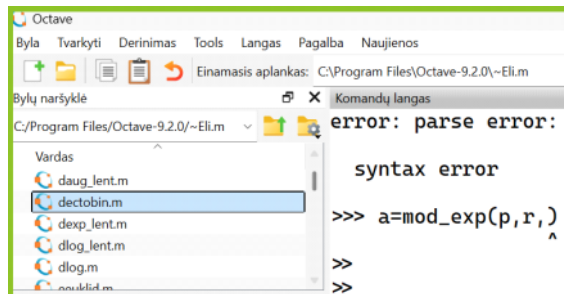 Octave
Byla Tvarkyti Derinimas Tools Langas Pagalba Naujienos
Einamasis aplankas: C:\Program Files\Octave-9.2.0\~Eli.m
Bylų naršyklė
C:/Program Files/Octave-9.2.0/~Eli.m
Vardas
daug_lent.m
dectobin.m
dexp_lent.m
dlog_lent.m
dlog.m
Komandų langas
error: parse error:
syntax error
>>> a=mod_exp(p,r,)
^
>>
>>